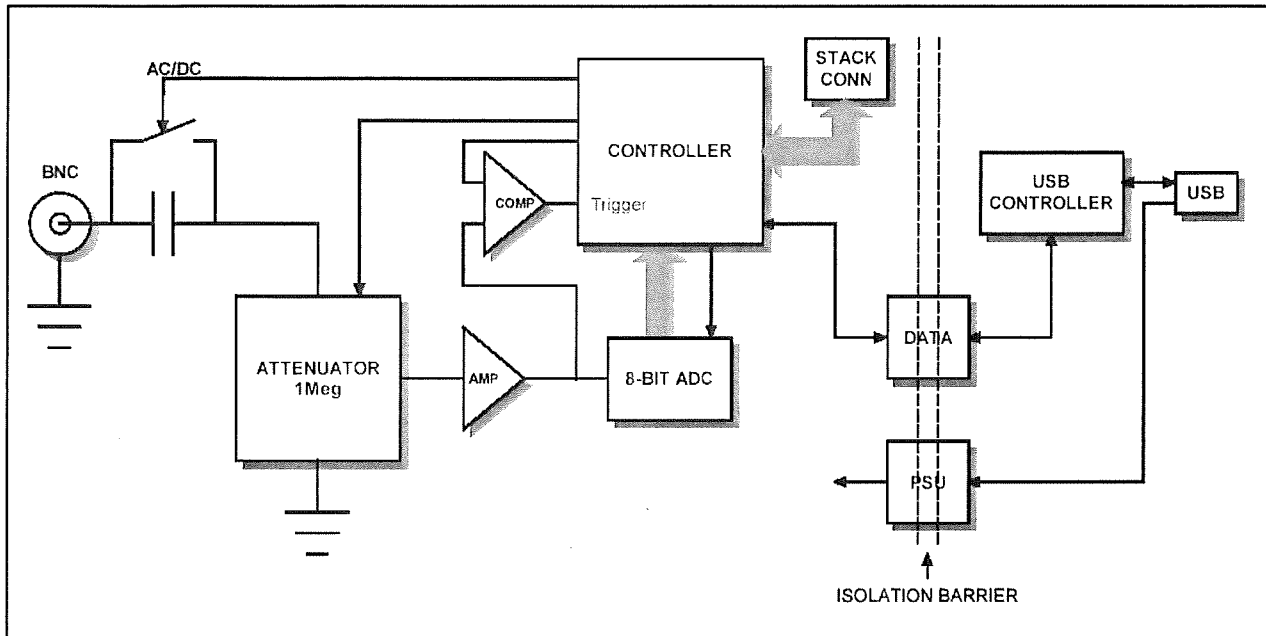 AC/DC
STACK
CONN
BNC
CONTROLLER
COMP
Trigger
USB
CONTROLLER
USB
ATTENUATOR
1Meg
AMP
8-BIT ADC
DATA
PSU
ISOLATION BARRIER